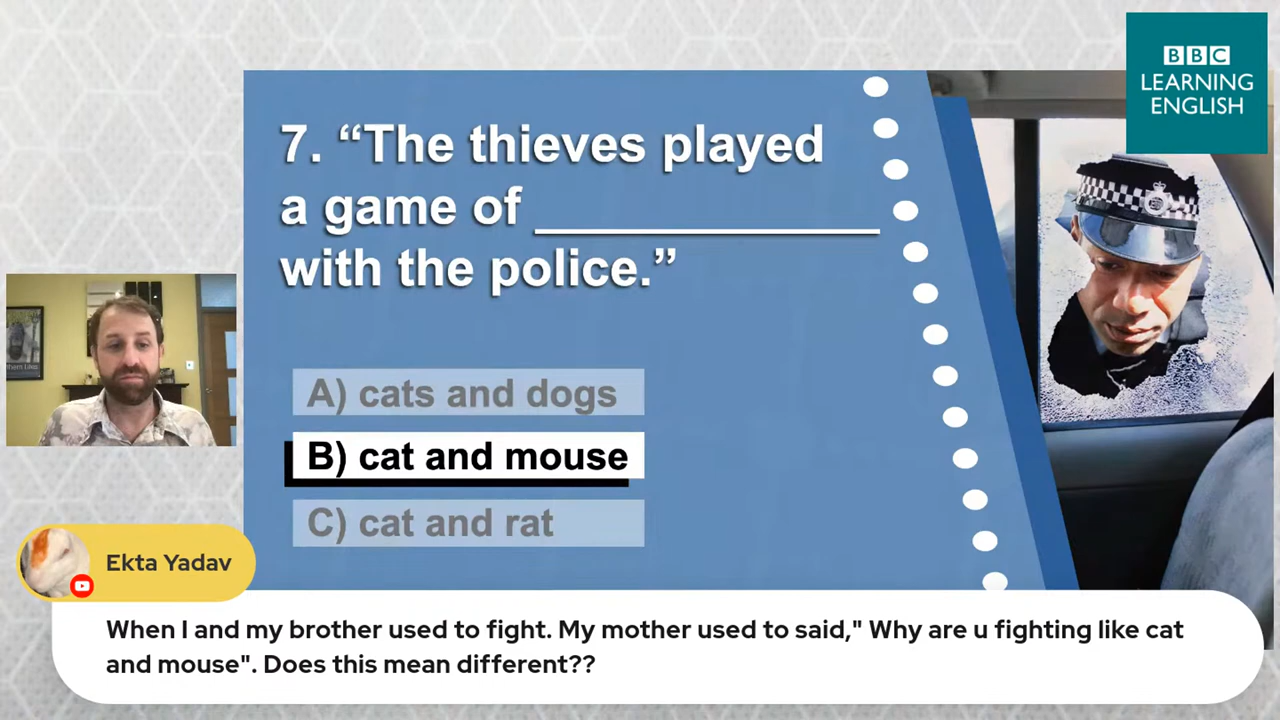 BBC
LEARNING
ENGLISH
7. “The thieves played
a game of ____________
with the police.”
A) cats and dogs
B) cat and mouse
C) cat and rat
Ekta Yadav
When I and my brother used to fight. My mother used to said," Why are u fighting like cat
and mouse". Does this mean different??